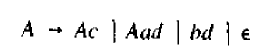 A → Ac | Aad | bd | ϵ